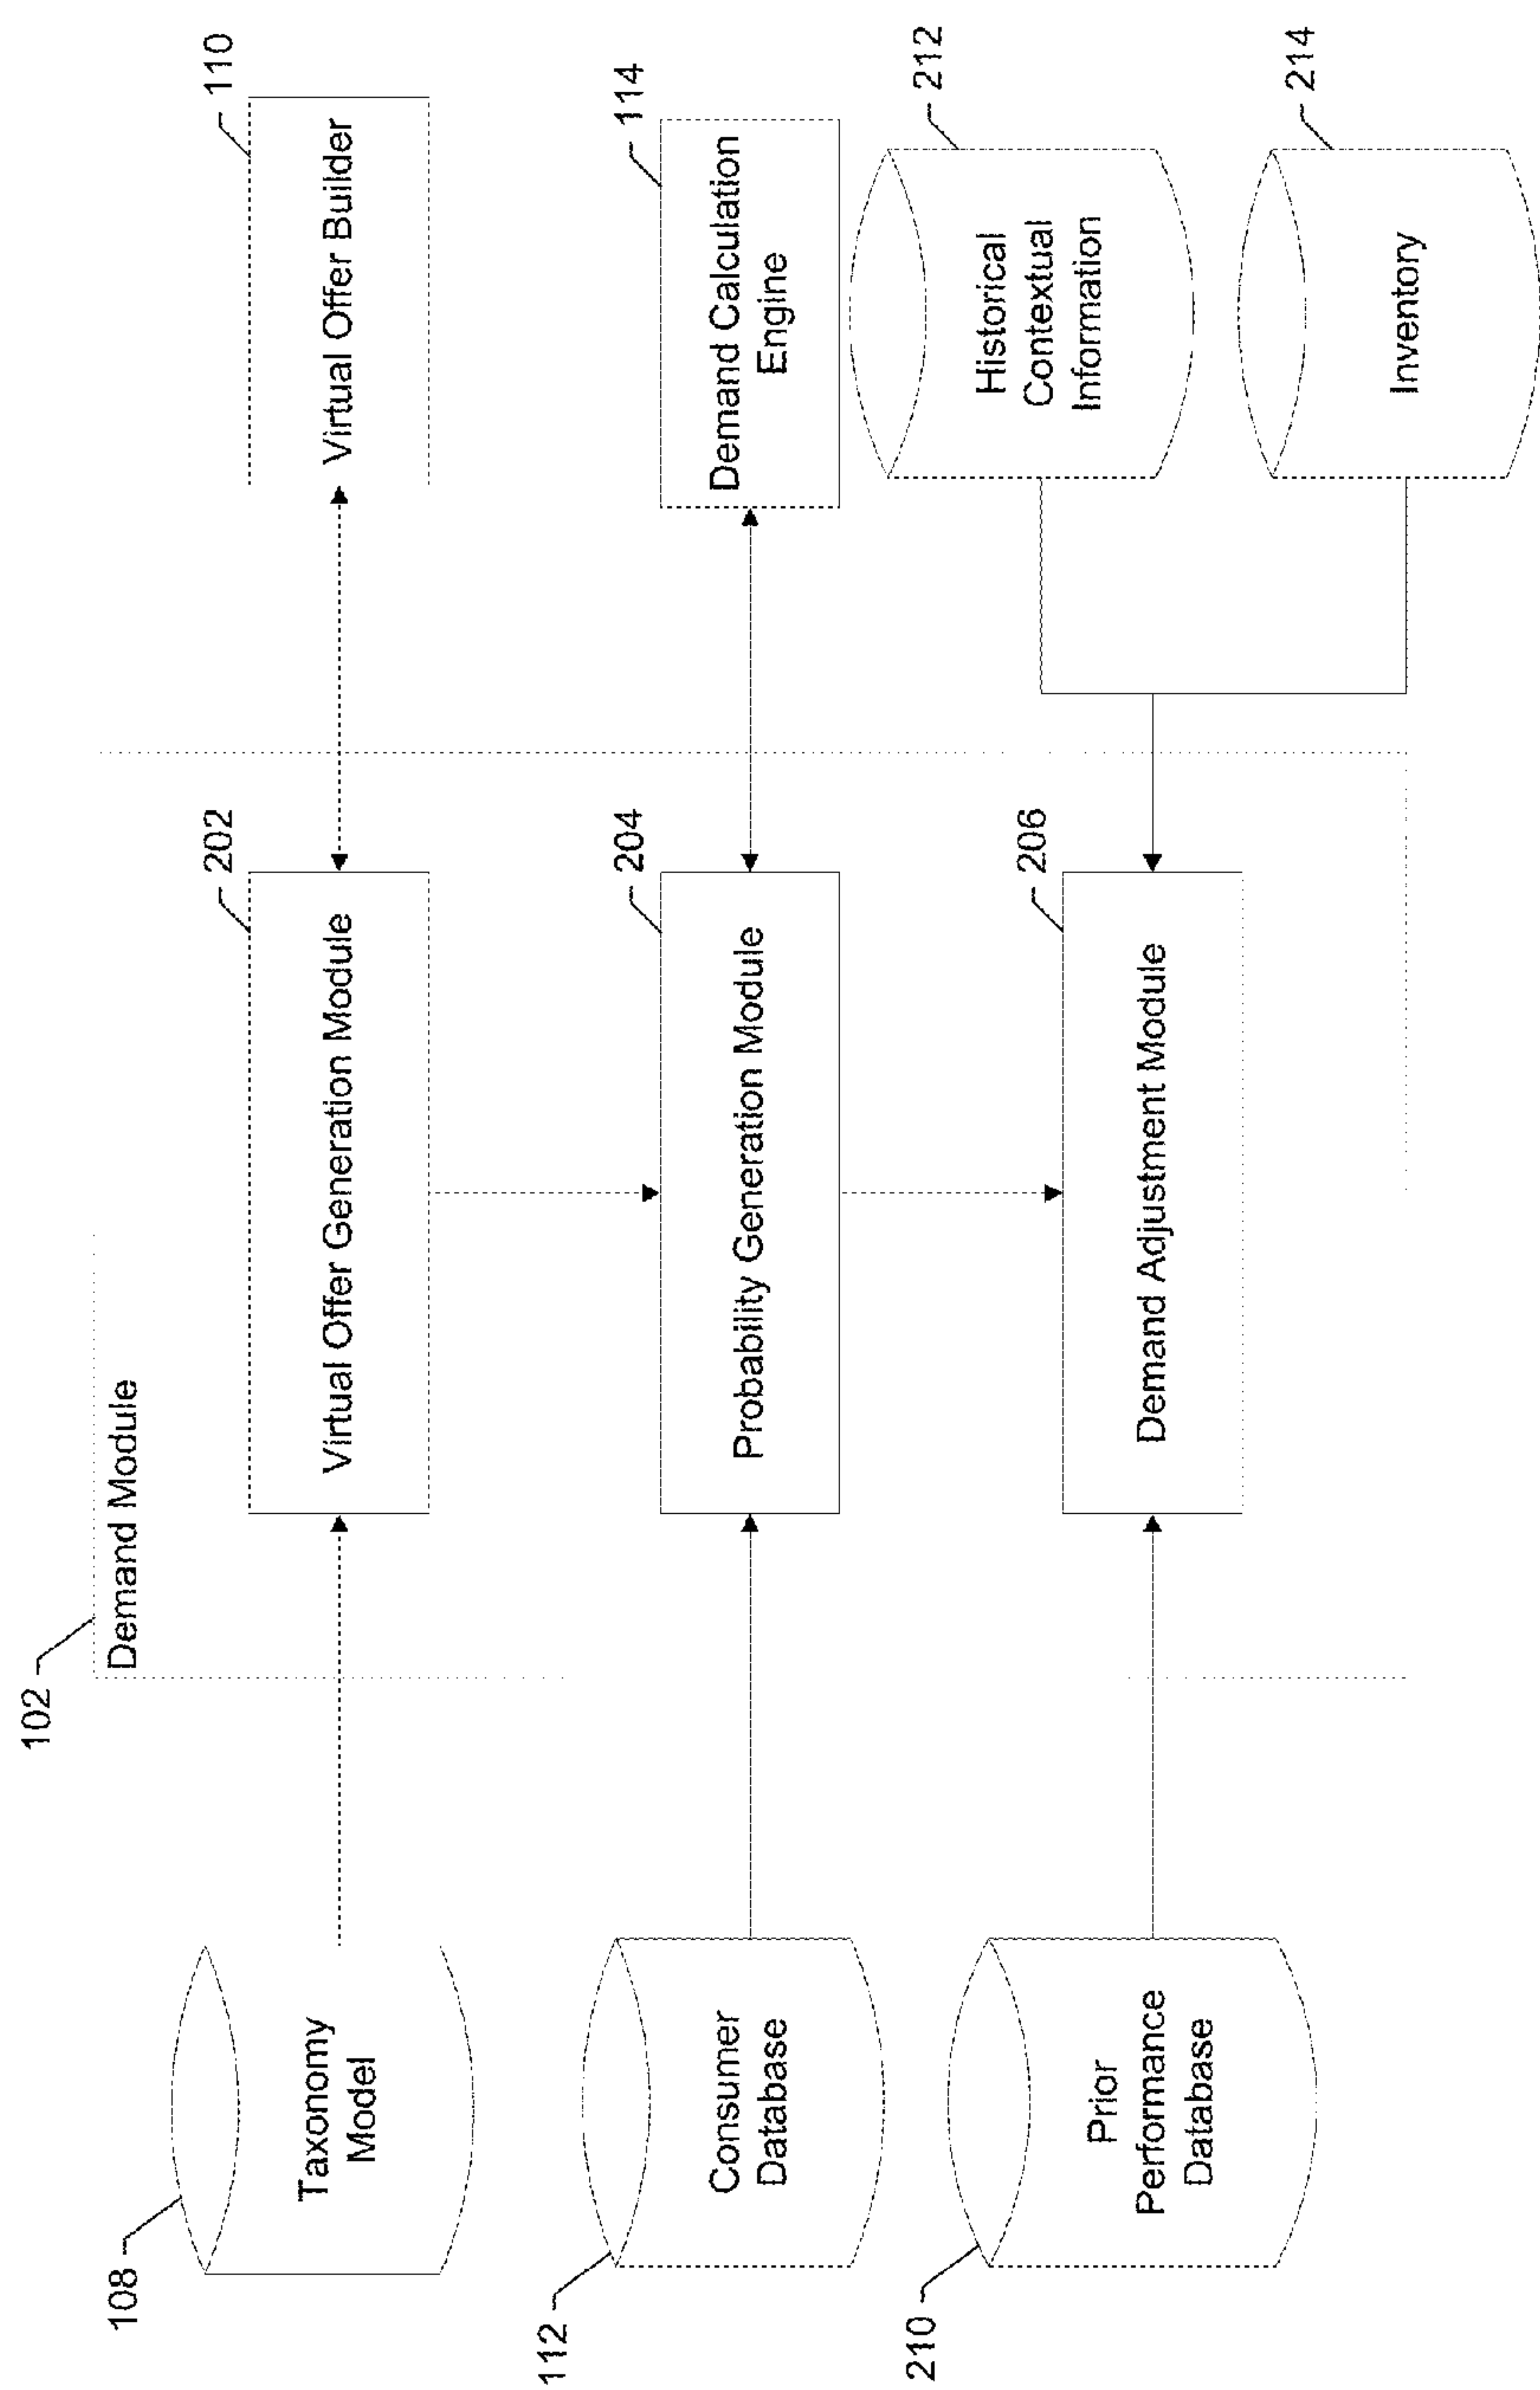 102
Demand Module
108
Taxonomy
Model
202
Virtual Offer Generation Module
110
Virtual Offer Builder
112
Consumer
Database
204
Probability Generation Module
114
Demand Calculation
Engine
210
Prior
Performance
Database
206
Demand Adjustment Module
212
Historical
Contextual
Information
214
Inventory